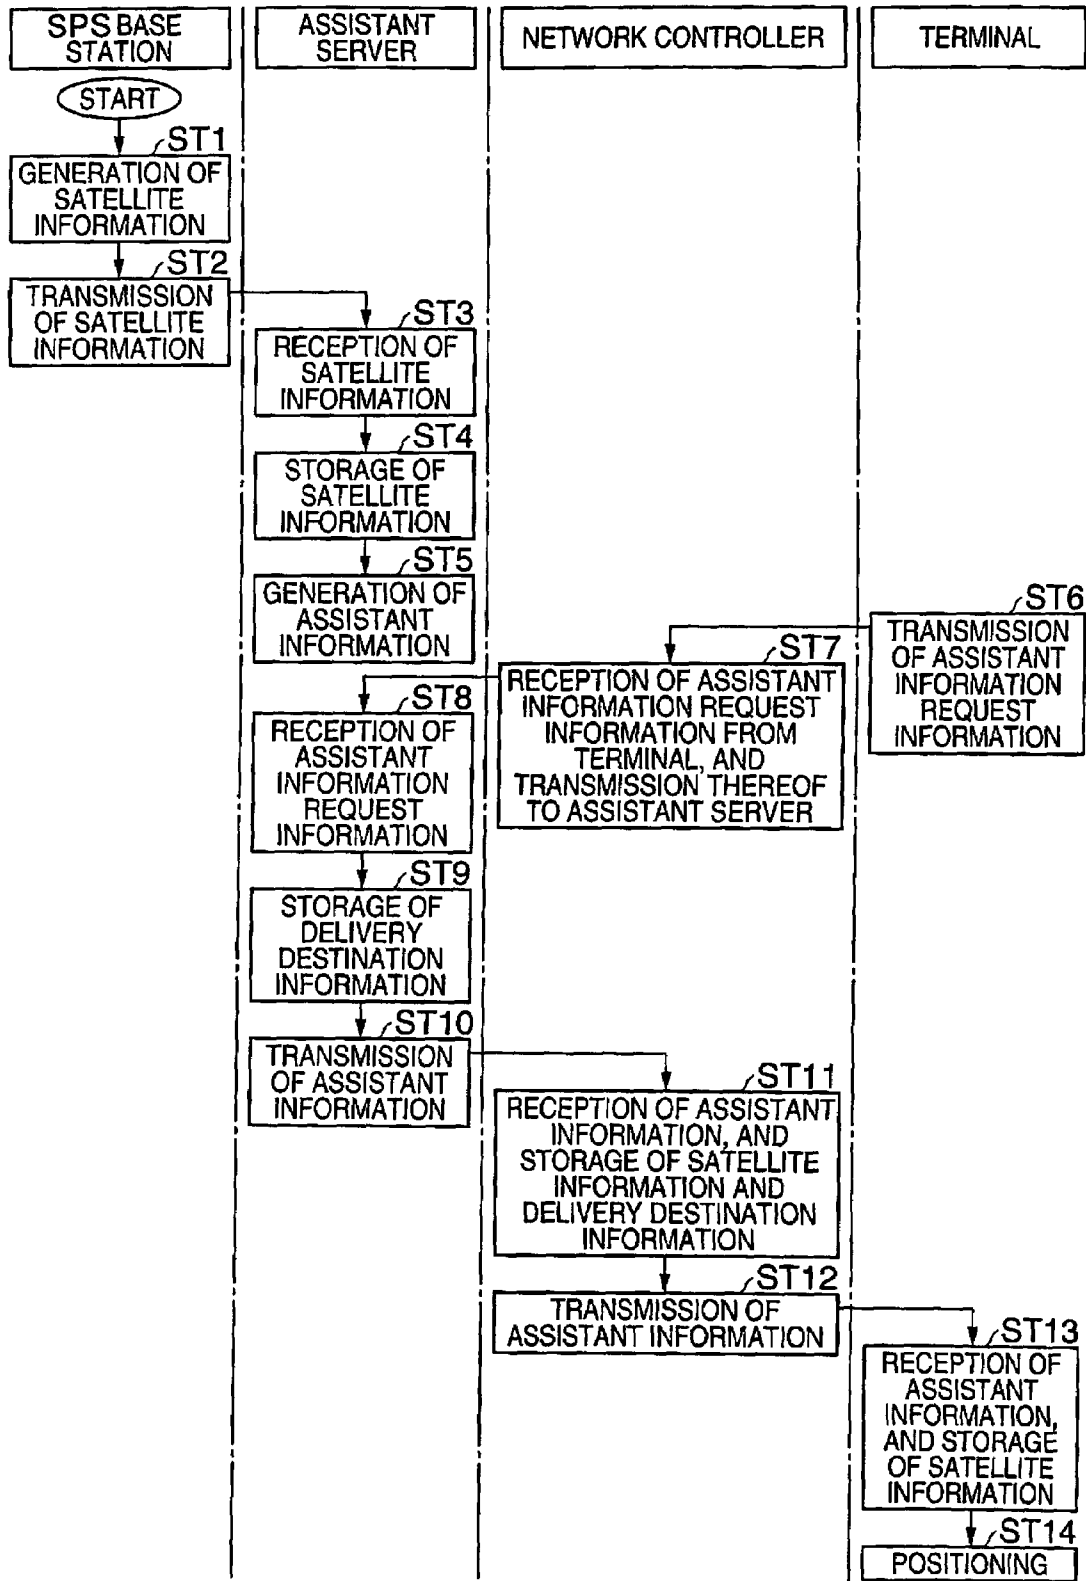 SPS BASE
STATION
ASSISTANT
SERVER
NETWORK CONTROLLER
TERMINAL
START
ST1
GENERATION OF
SATELLITE
INFORMATION
ST2
TRANSMISSION
OF SATELLITE
INFORMATION
ST3
RECEPTION OF
SATELLITE
INFORMATION
ST4
STORAGE OF
SATELLITE
INFORMATION
ST5
GENERATION OF
ASSISTANT
INFORMATION
ST6
TRANSMISSION
OF ASSISTANT
INFORMATION
REQUEST
INFORMATION
ST7
RECEPTION OF ASSISTANT
INFORMATION REQUEST
INFORMATION FROM
TERMINAL, AND
TRANSMISSION THEREOF
TO ASSISTANT SERVER
ST8
RECEPTION OF
ASSISTANT
INFORMATION
REQUEST
INFORMATION
ST9
STORAGE OF
DELIVERY
DESTINATION
INFORMATION
ST10
TRANSMISSION
OF ASSISTANT
INFORMATION
ST11
RECEPTION OF ASSISTANT
INFORMATION, AND
STORAGE OF SATELLITE
INFORMATION AND
DELIVERY DESTINATION
INFORMATION
ST12
TRANSMISSION OF
ASSISTANT INFORMATION
ST13
RECEPTION OF
ASSISTANT
INFORMATION,
AND STORAGE
OF SATELLITE
INFORMATION
ST14
POSITIONING